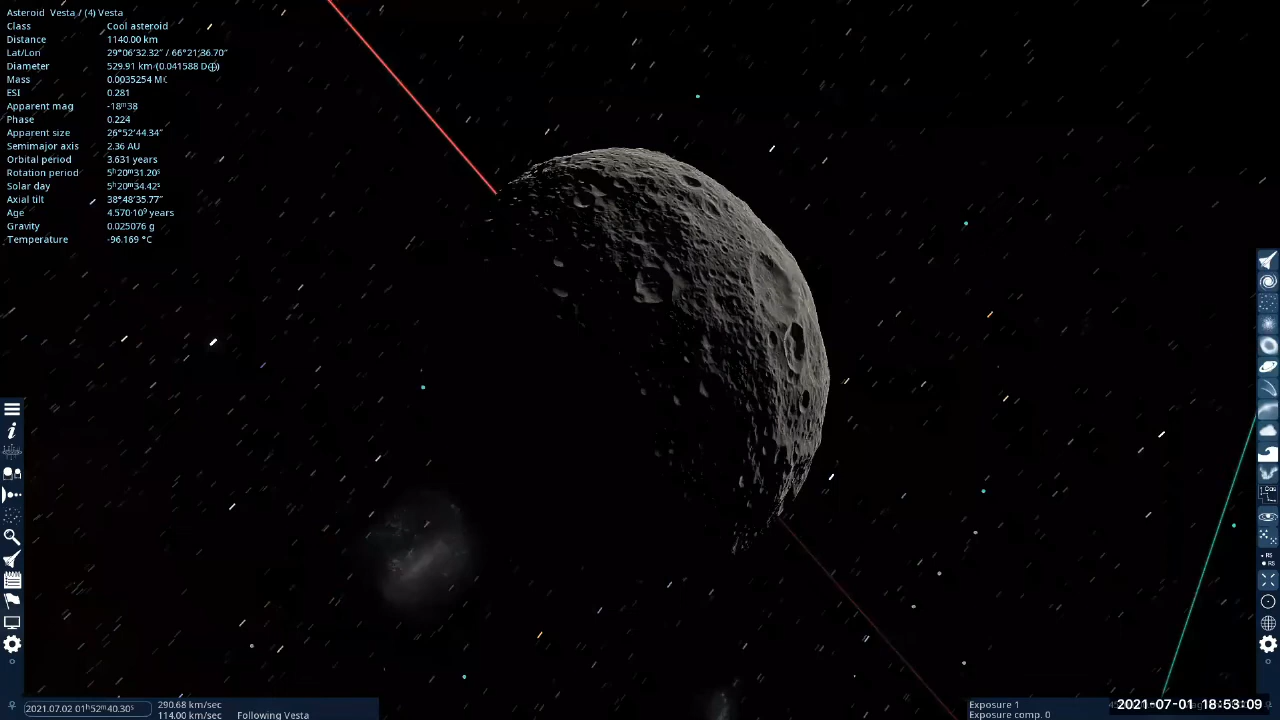 Asteroid Vesta / (4) Vesta
Class Cool asteroid
Distance 1140.00 km
Lat/Lon 29°06'32.32" / 66°21'36.70"
Diameter 529.91 km (0.041588 D⊕)
Mass 0.0035254 M☾
ESI 0.281
Apparent mag -18ᵐ38
Phase 0.224
Apparent size 26°52'44.34"
Semimajor axis 2.36 AU
Orbital period 3.631 years
Rotation period 5ʰ20ᵐ31.20ˢ
Solar day 5ʰ20ᵐ34.42ˢ
Axial tilt 38°48'35.77"
Age 4.570·10⁹ years
Gravity 0.025076 g
Temperature -96.169 °C
RS
RS
2021.07.02 01ʰ52ᵐ40.30ˢ
290.68 km/sec
114.00 km/sec Following Vesta
Exposure 1
Exposure comp. 0
2021-07-01 18:53:09